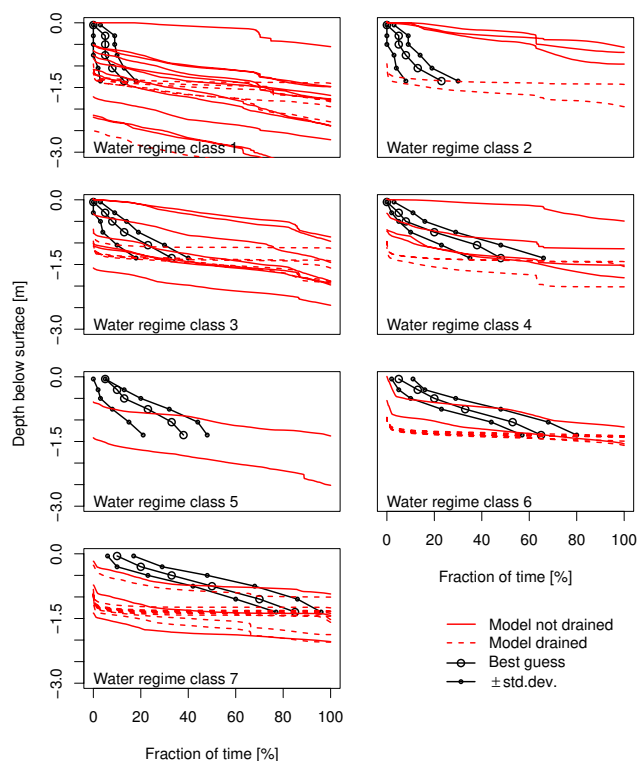 0.0
−1.5
−3.0
Water regime class 1
Water regime class 2
0.0
−1.5
−3.0
Water regime class 3
Water regime class 4
Depth below surface [m]
0.0
−1.5
−3.0
Water regime class 5
Water regime class 6
0 20 40 60 80 100
Fraction of time [%]
0.0
−1.5
−3.0
Water regime class 7
0 20 40 60 80 100
Fraction of time [%]
Model not drained
Model drained
Best guess
±std.dev.